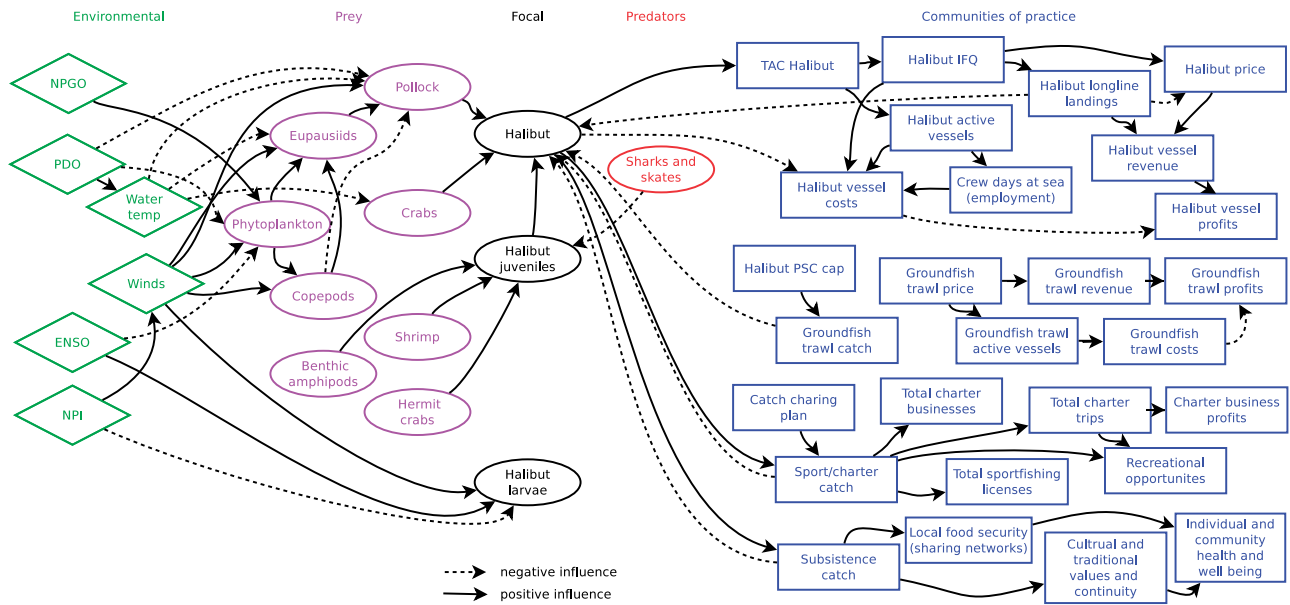 Environmental
Prey
Focal
Predators
Communities of practice
NPGO
PDO
Water
temp
Winds
ENSO
NPI
Pollock
Eupausiids
Phytoplankton
Crabs
Copepods
Shrimp
Benthic
amphipods
Hermit
crabs
Halibut
Halibut
juveniles
Halibut
larvae
Sharks and
skates
TAC Halibut
Halibut IFQ
Halibut price
Halibut longline
landings
Halibut active
vessels
Halibut vessel
revenue
Halibut vessel
costs
Crew days at sea
(employment)
Halibut vessel
profits
Halibut PSC cap
Groundfish
trawl catch
Groundfish
trawl price
Groundfish
trawl revenue
Groundfish
trawl profits
Groundfish trawl
active vessels
Groundfish
trawl costs
Catch charing
plan
Total charter
businesses
Total charter
trips
Charter business
profits
Sport/charter
catch
Total sportfishing
licenses
Recreational
opportunites
Subsistence
catch
Local food security
(sharing networks)
Cultrual and
traditional
values and
continuity
Individual and
community
health and
well being
negative influence
positive influence